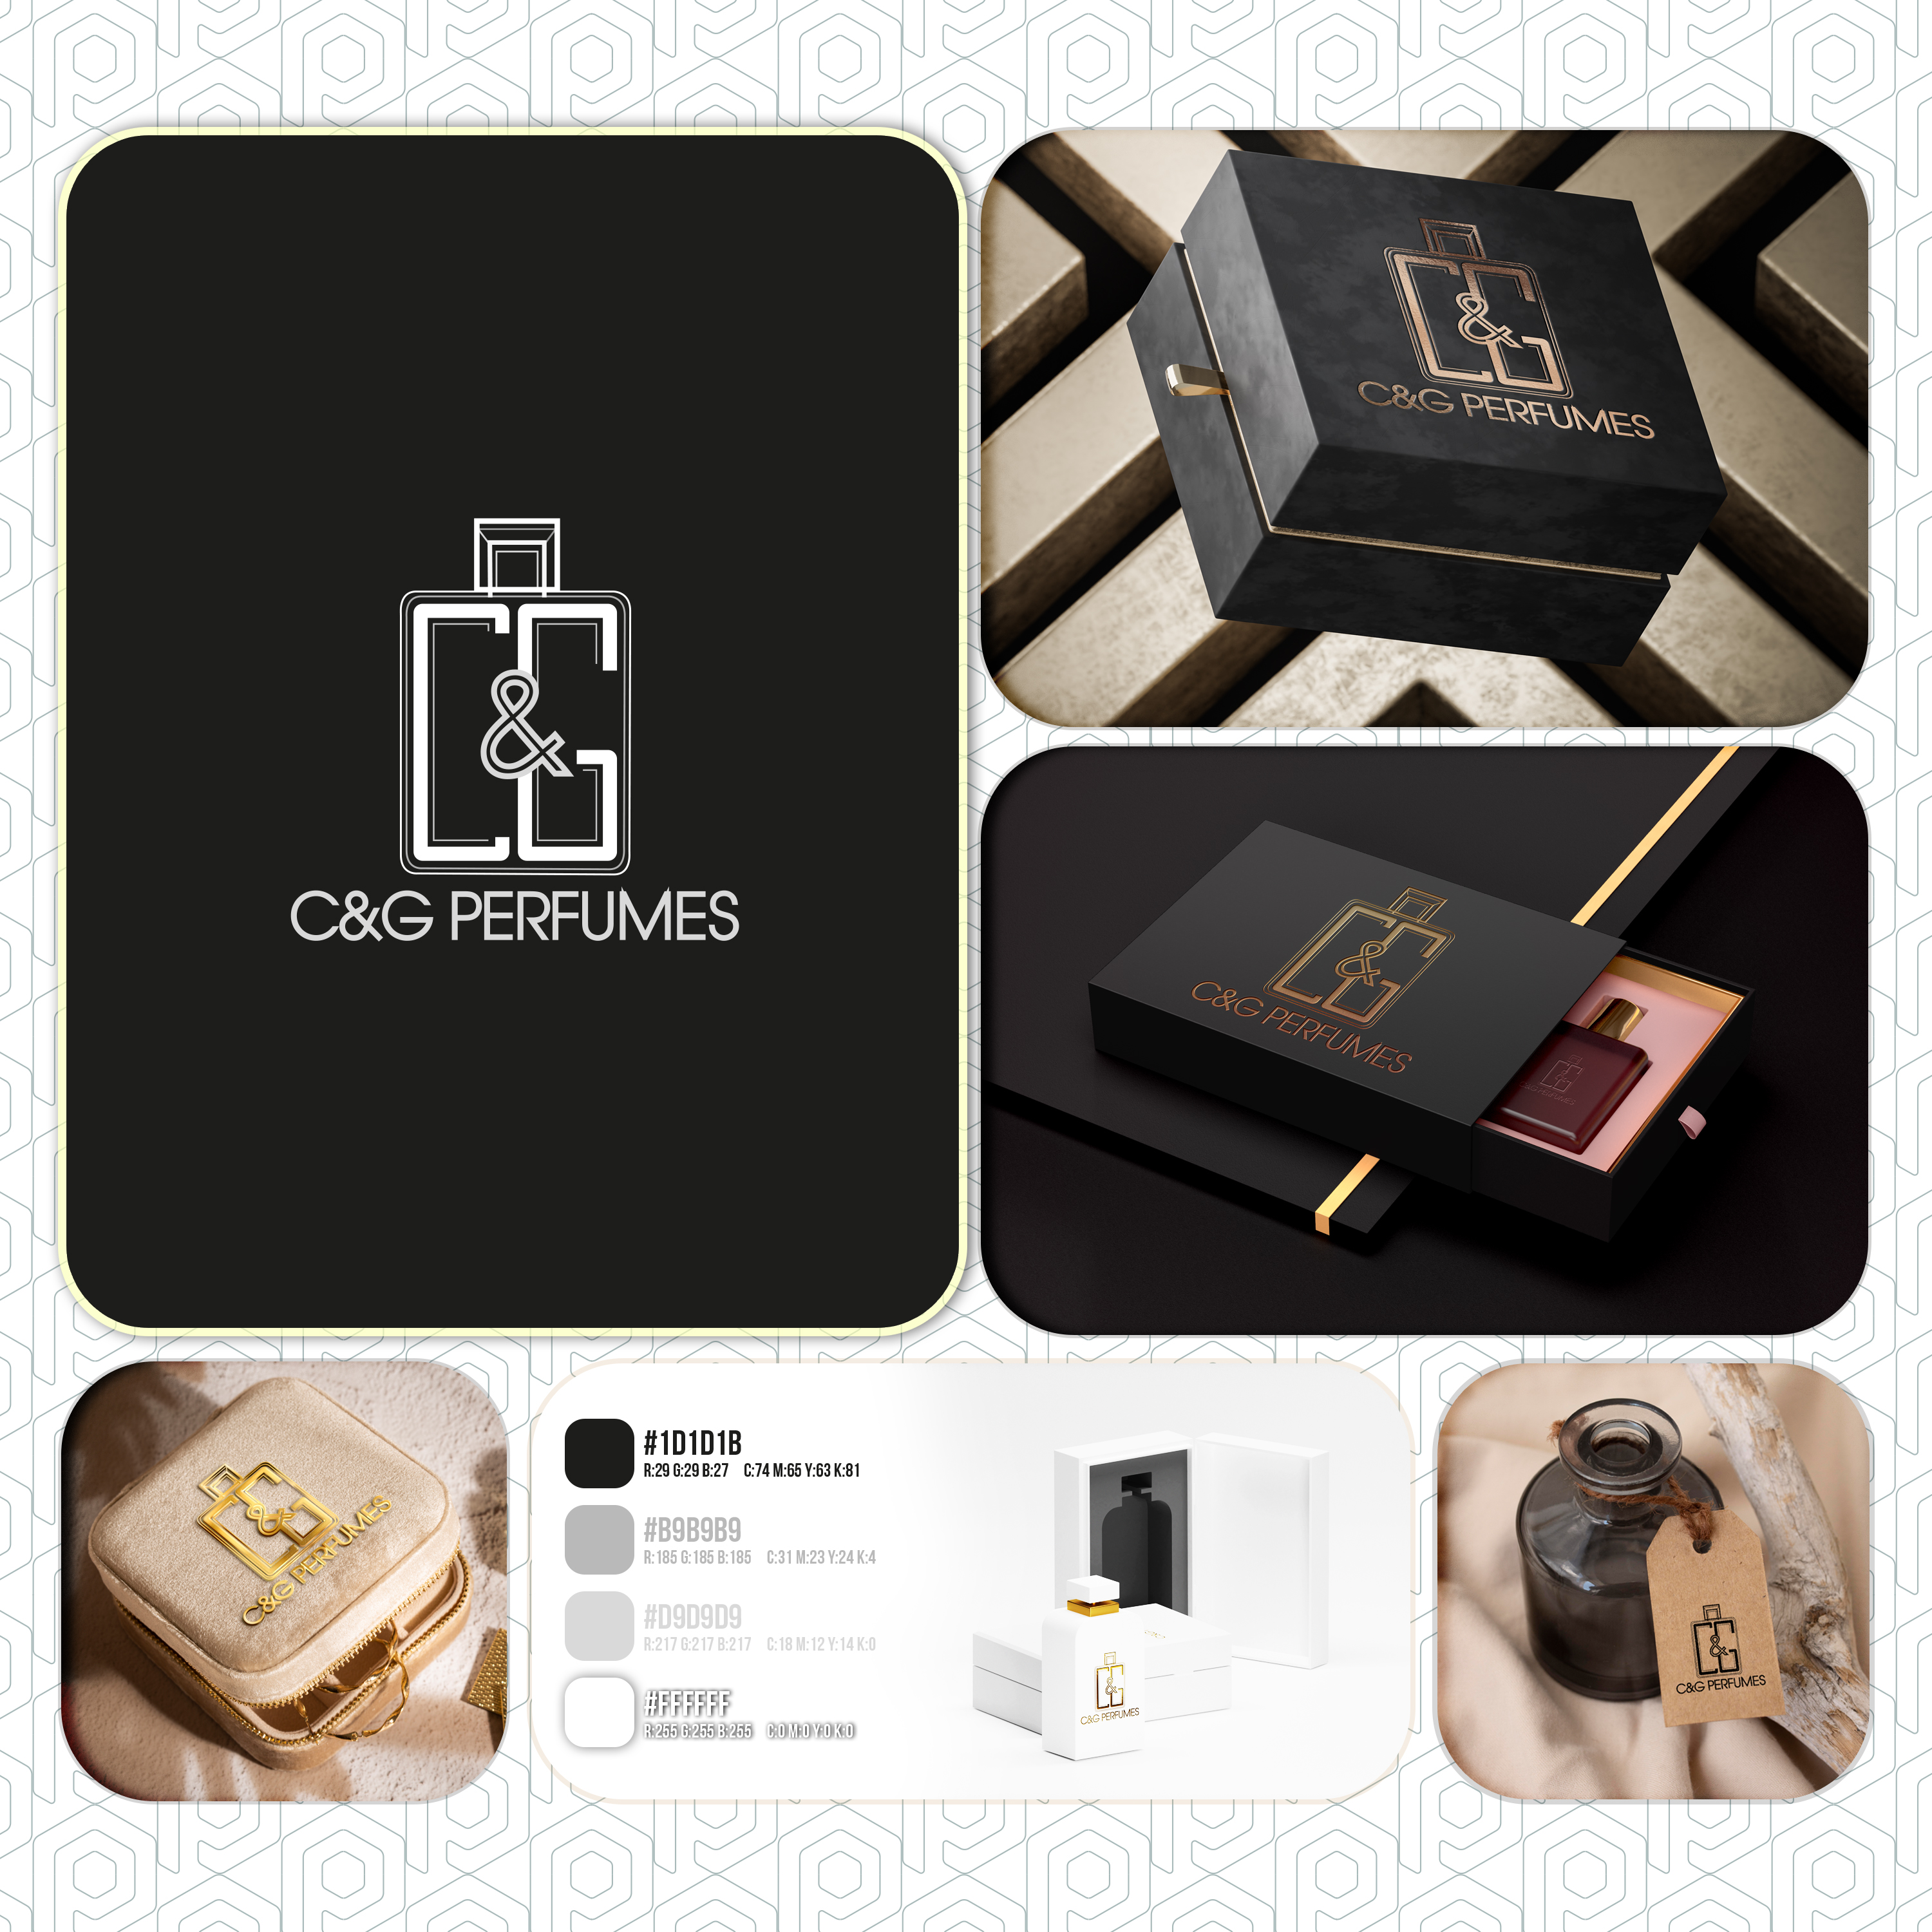 C&G
C&G PERFUMES
C&G
C&G PERFUMES
C&G
C&G PERFUMES
C&G
C&G PERFUMES
C&G
C&G PERFUMES
#1D1D1B
R:29 G:29 B:27 C:74 M:65 Y:63 K:81
#B9B9B9
R:185 G:185 B:185 C:31 M:23 Y:24 K:4
#D9D9D9
R:217 G:217 B:217 C:18 M:12 Y:14 K:0
#FFFFFF
R:255 G:255 B:255 C:0 M:0 Y:0 K:0
C&G
C&G PERFUMES
C&G
C&G PERFUMES